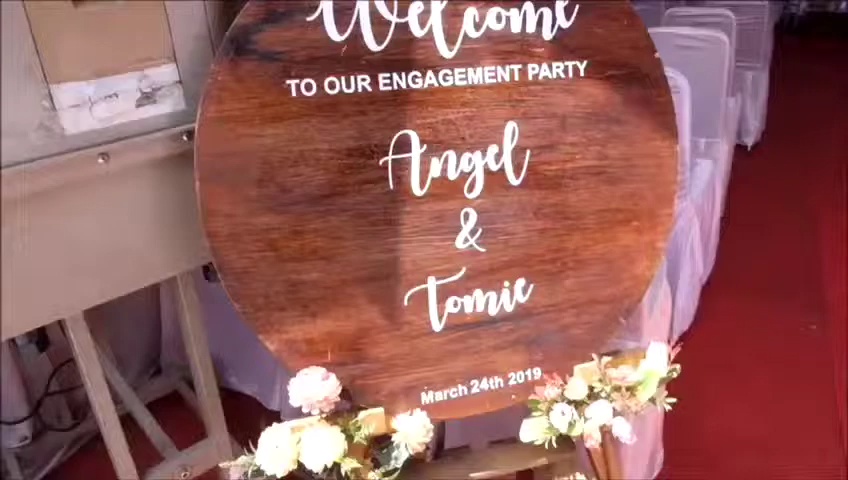 Welcome
TO OUR ENGAGEMENT PARTY
Angel
&
Tomie
March 24th 2019